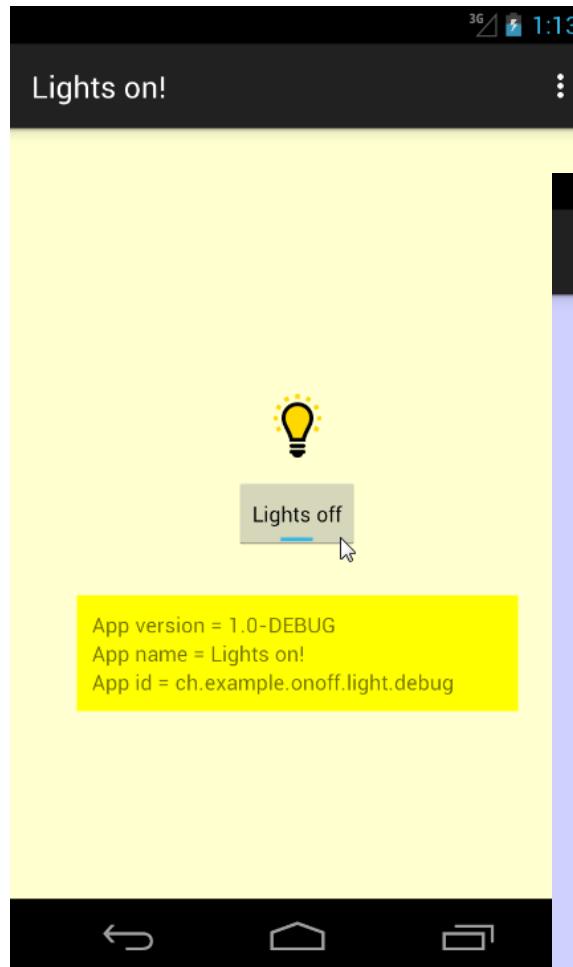 3G 1:13
Lights on!
Lights off
App version = 1.0-DEBUG
App name = Lights on!
App id = ch.example.onoff.light.debug